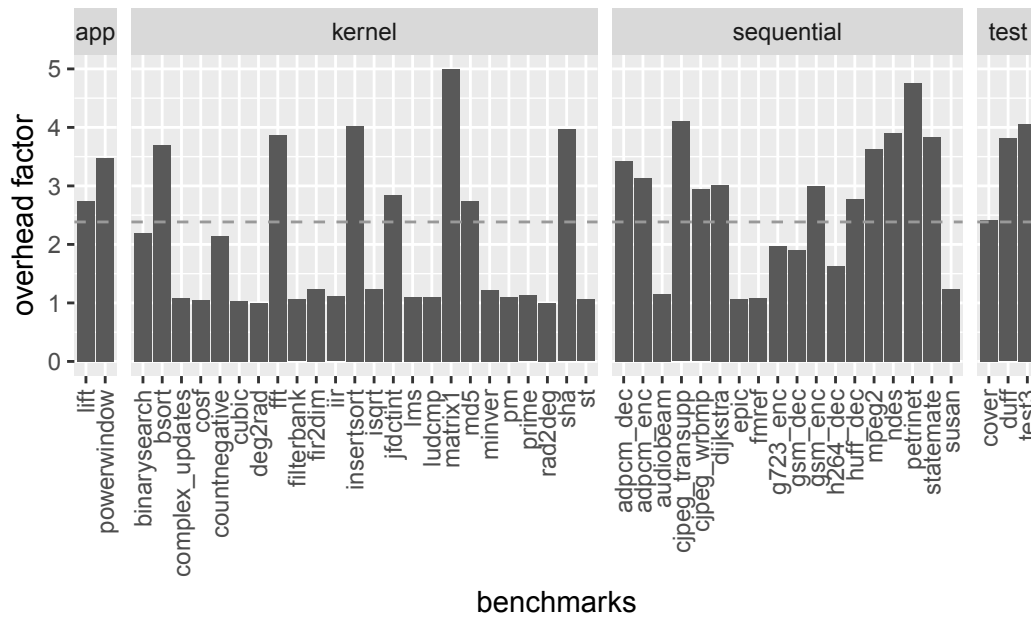 app
kernel
sequential
test
overhead factor
5
4
3
2
1
0
lift
powerwindow
binarysearch
bsort
complex_updates
cosf
countnegative
cubic
deg2rad
fft
filterbank
fir2dim
iir
insertsort
isqrt
jfdctint
lms
ludcmp
matrix1
md5
minver
pm
prime
rad2deg
sha
st
adpcm_dec
adpcm_enc
audiobeam
cjpeg_transupp
cjpeg_wrbmp
dijkstra
epic
fmref
g723_enc
gsm_dec
gsm_enc
h264_dec
huff_dec
mpeg2
ndes
petrinet
statemate
susan
cover
duff
test3
benchmarks